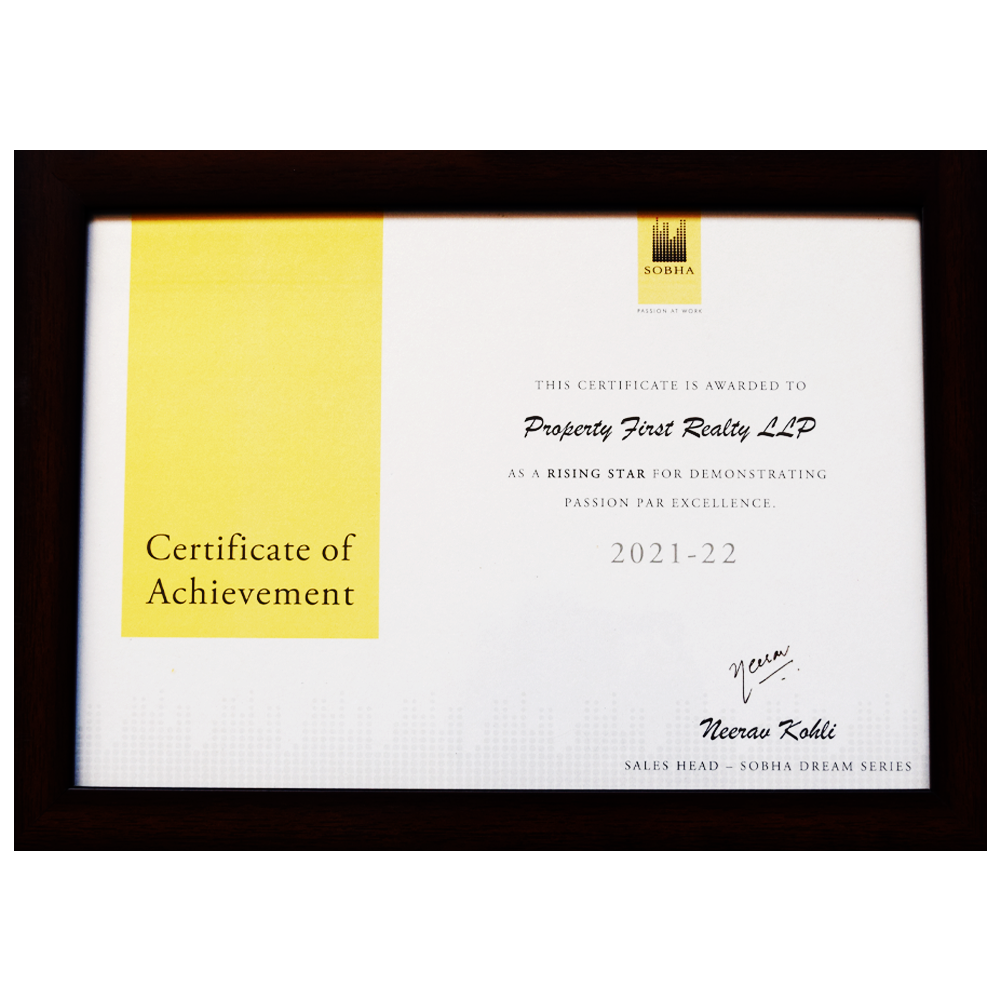 Certificate of
Achievement
SOBHA
PASSION AT WORK
THIS CERTIFICATE IS AWARDED TO
Property First Realty LLP
AS A RISING STAR FOR DEMONSTRATING
PASSION PAR EXCELLENCE.
2021-22
Neerav
Neerav Kohli
SALES HEAD – SOBHA DREAM SERIES